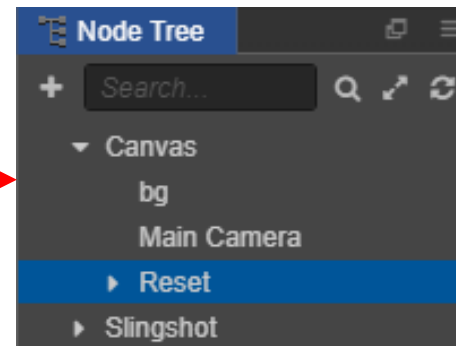 Node Tree
Search...
Canvas
bg
Main Camera
Reset
Slingshot